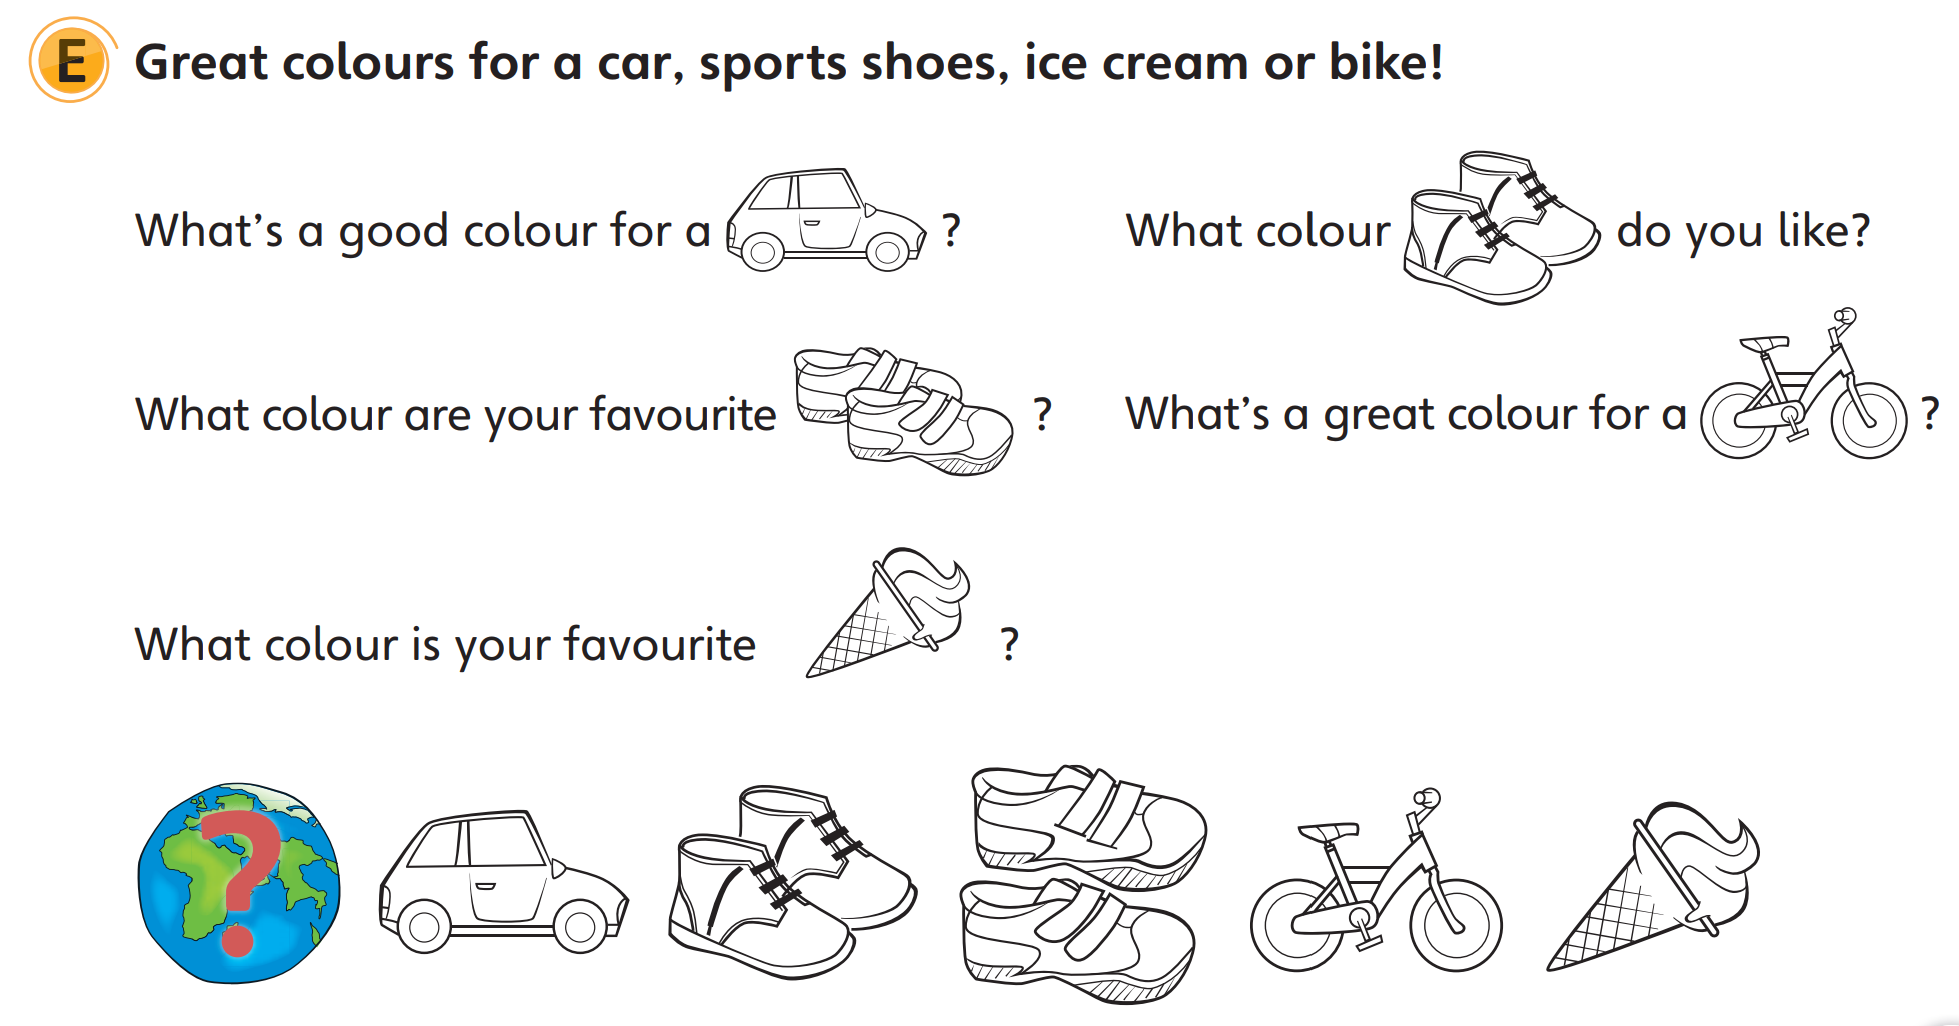 E Great colours for a car, sports shoes, ice cream or bike!
What's a good colour for a ?
What colour do you like?
What colour are your favourite ?
What's a great colour for a ?
What colour is your favourite ?
?